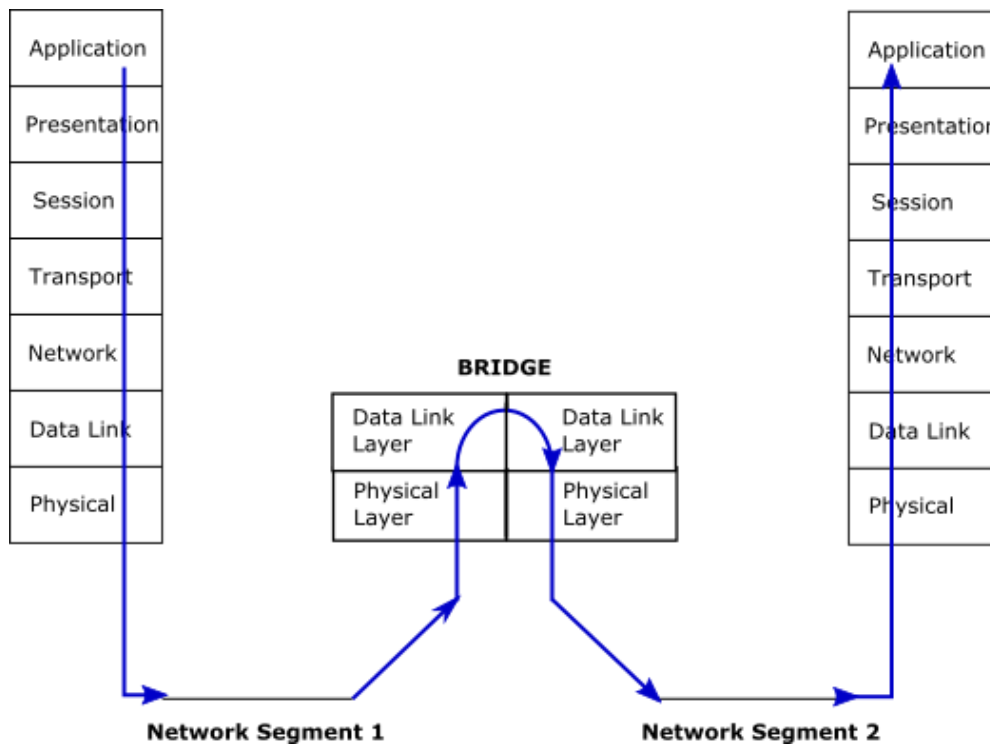 Application
Presentation
Session
Transport
Network
Data Link
Physical
BRIDGE
Data Link
Layer
Data Link
Layer
Physical
Layer
Physical
Layer
Application
Presentation
Session
Transport
Network
Data Link
Physical
Network Segment 1
Network Segment 2